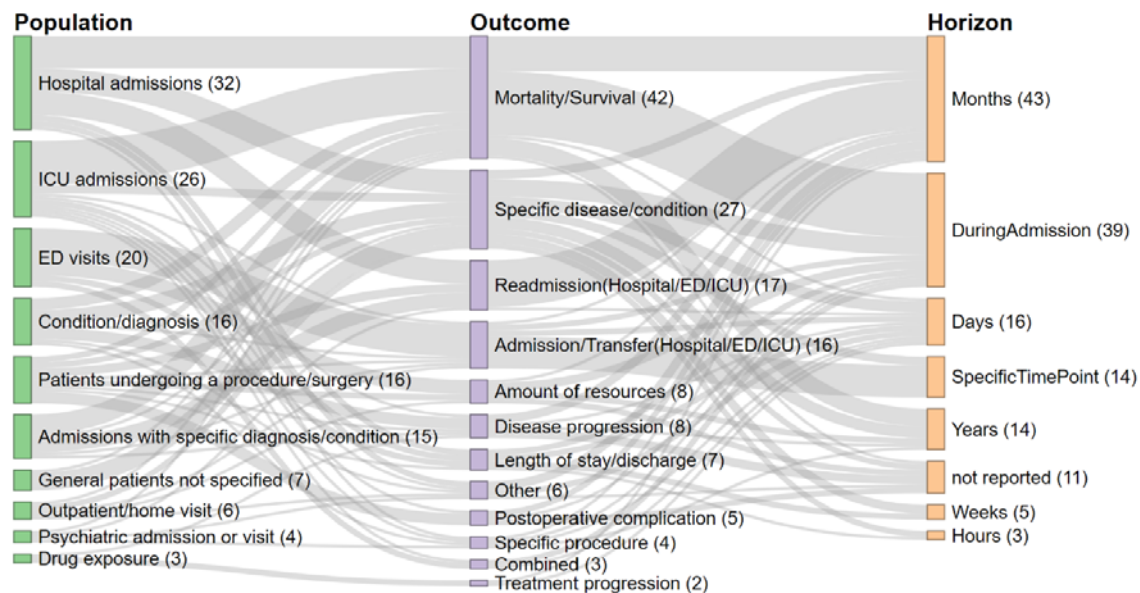 Population
Hospital admissions (32)
ICU admissions (26)
ED visits (20)
Condition/diagnosis (16)
Patients undergoing a procedure/surgery (16)
Admissions with specific diagnosis/condition (15)
General patients not specified (7)
Outpatient/home visit (6)
Psychiatric admission or visit (4)
Drug exposure (3)
Outcome
Mortality/Survival (42)
Specific disease/condition (27)
Readmission(Hospital/ED/ICU) (17)
Admission/Transfer(Hospital/ED/ICU) (16)
Amount of resources (8)
Disease progression (8)
Length of stay/discharge (7)
Other (6)
Postoperative complication (5)
Specific procedure (4)
Combined (3)
Treatment progression (2)
Horizon
Months (43)
DuringAdmission (39)
Days (16)
SpecificTimePoint (14)
Years (14)
not reported (11)
Weeks (5)
Hours (3)